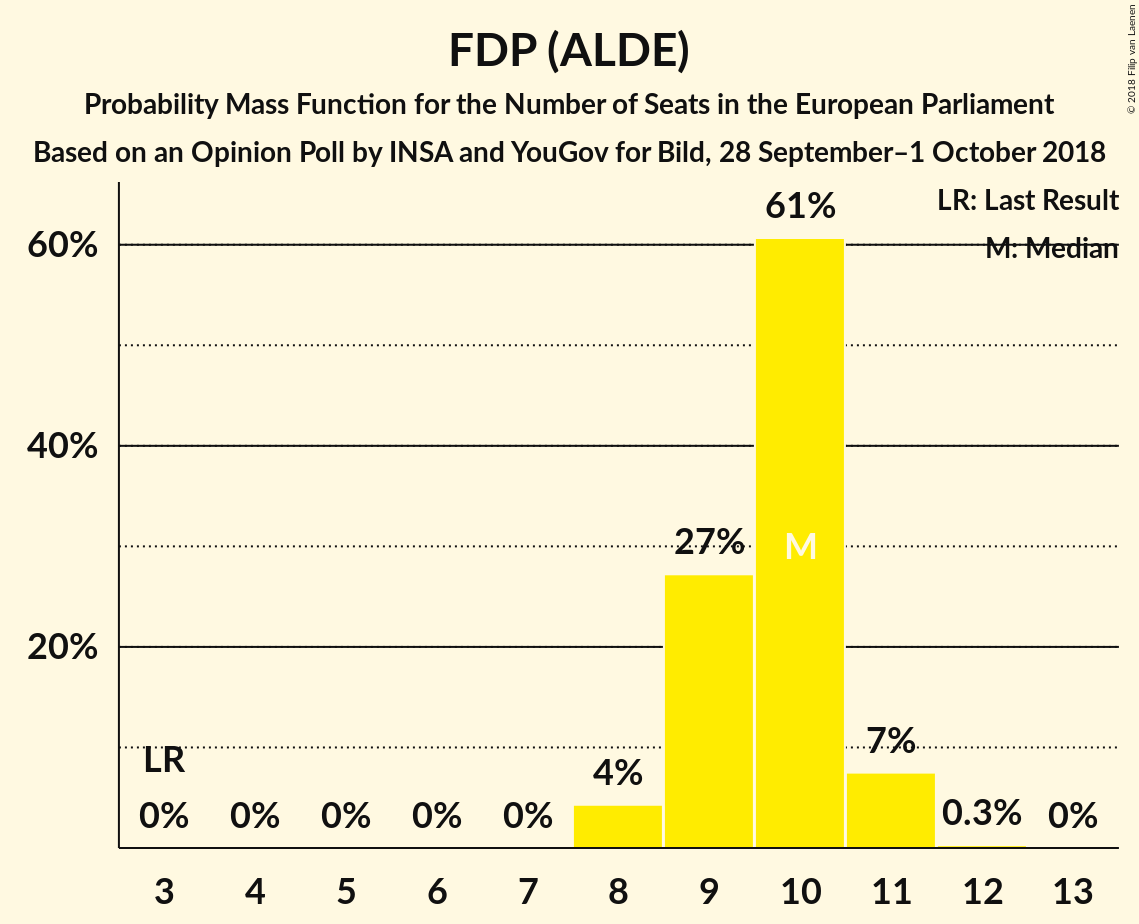 FDP (ALDE)
Probability Mass Function for the Number of Seats in the European Parliament
Based on an Opinion Poll by INSA and YouGov for Bild, 28 September–1 October 2018
© 2018 Filip van Laenen
LR: Last Result
M: Median
60%
40%
20%
61%
27%
M
7%
4%
LR
0%
0%
0%
0%
0%
0.3%
0%
3 4 5 6 7 8 9 10 11 12 13